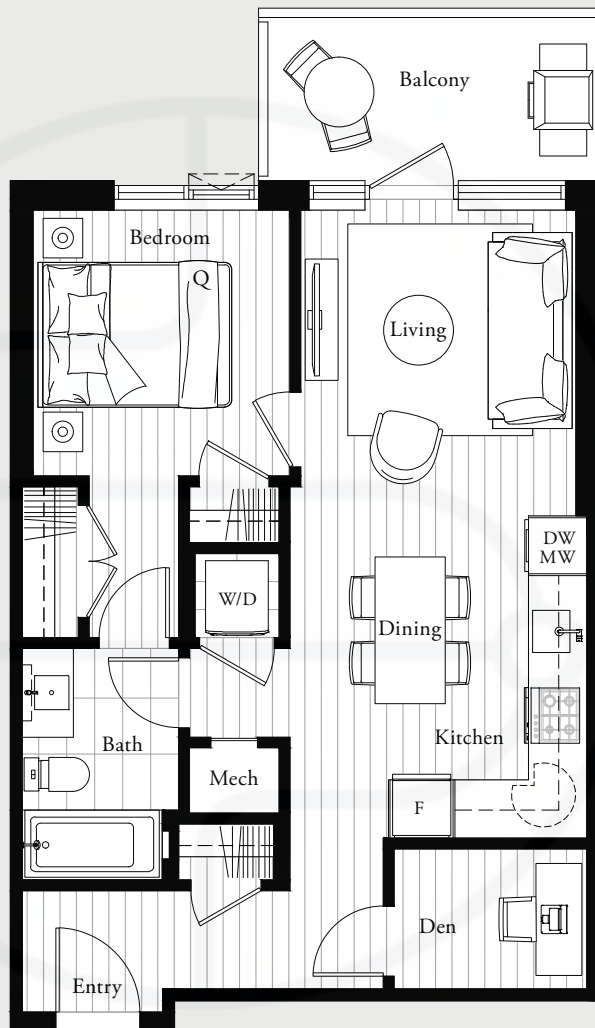 Balcony
Bedroom
Q
Living
DW
MW
W/D
Dining
Kitchen
Bath
Mech
F
Den
Entry